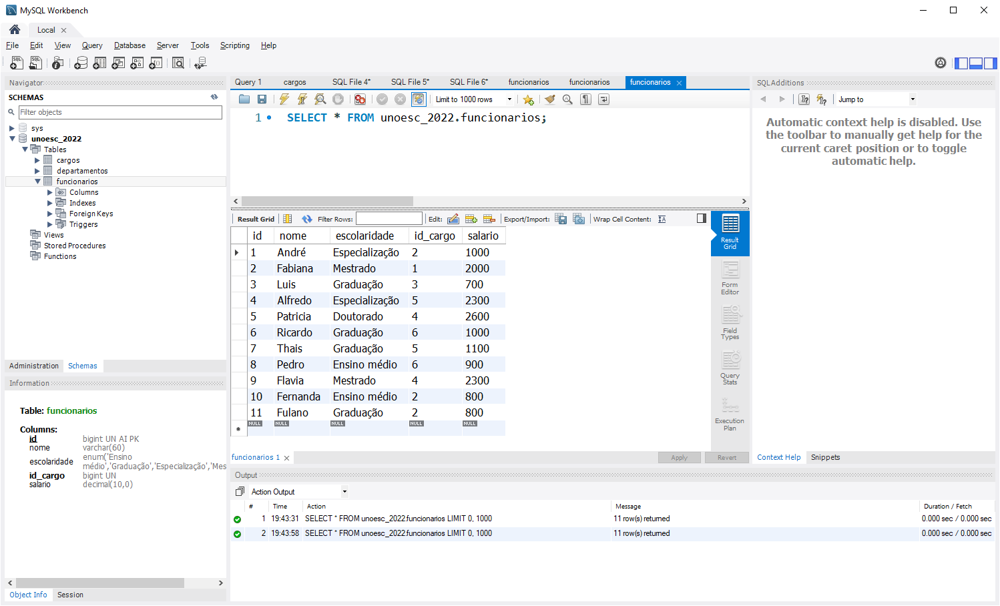 MySQL Workbench
Local
File Edit View Query Database Server Tools Scripting Help
Navigator
SCHEMAS
Filter objects
sys
unoesc_2022
Tables
cargos
departamentos
funcionarios
Columns
Indexes
Foreign Keys
Triggers
Views
Stored Procedures
Functions
Administration Schemas
Information
Table: funcionarios
Columns:
id bigint UN AI PK
nome varchar(60)
escolaridade enum('Ensino
médio','Graduação','Especialização','Mes
id_cargo bigint UN
salario decimal(10,0)
Object Info Session
Query 1 cargos SQL File 4* SQL File 5* SQL File 6* funcionarios funcionarios funcionarios
Limit to 1000 rows
1 SELECT * FROM unoesc_2022.funcionarios;
Result Grid Filter Rows: Edit: Export/Import: Wrap Cell Content:
id nome escolaridade id_cargo salario
1 André Especialização 2 1000
2 Fabiana Mestrado 1 2000
3 Luis Graduação 3 700
4 Alfredo Especialização 5 2300
5 Patricia Doutorado 4 2600
6 Ricardo Graduação 6 1000
7 Thais Graduação 5 1100
8 Pedro Ensino médio 6 900
9 Flavia Mestrado 4 2300
10 Fernanda Ensino médio 2 800
11 Fulano Graduação 2 800
NULL NULL NULL NULL NULL
Result
Grid
Form
Editor
Field
Types
Query
Stats
Execution
Plan
funcionarios 1 Apply Revert
SQLAdditions
Jump to
Automatic context help is disabled. Use
the toolbar to manually get help for the
current caret position or to toggle
automatic help.
Context Help Snippets
Output
Action Output
# Time Action Message Duration / Fetch
1 19:43:31 SELECT * FROM unoesc_2022.funcionarios LIMIT 0, 1000 11 row(s) returned 0.000 sec / 0.000 sec
2 19:43:58 SELECT * FROM unoesc_2022.funcionarios LIMIT 0, 1000 11 row(s) returned 0.000 sec / 0.000 sec